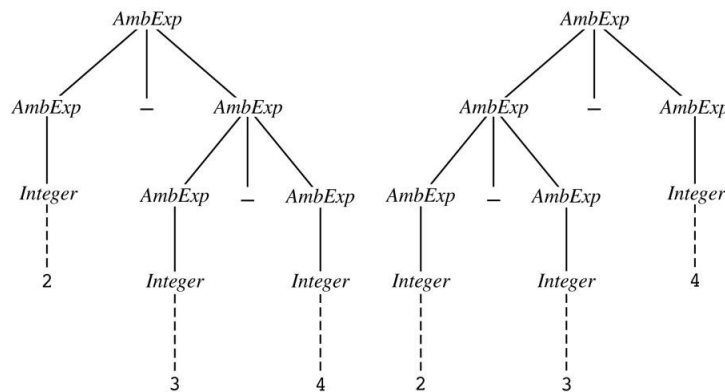 AmbExp AmbExp
AmbExp – AmbExp AmbExp – AmbExp
Integer AmbExp – AmbExp AmbExp – AmbExp Integer
2 Integer Integer Integer Integer 4
3 4 2 3